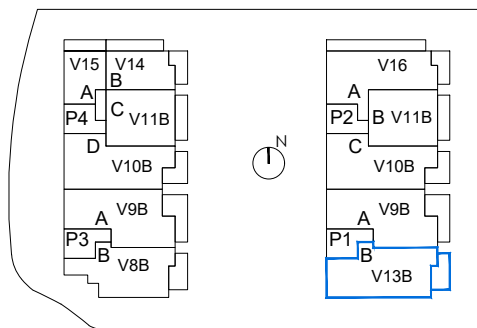 V15 V14
B
A
P4 C
V11B
D
V10B
V9B
A
P3
B
V8B
N
V16
A
P2 B V11B
C
V10B
V9B
A
P1
B
V13B